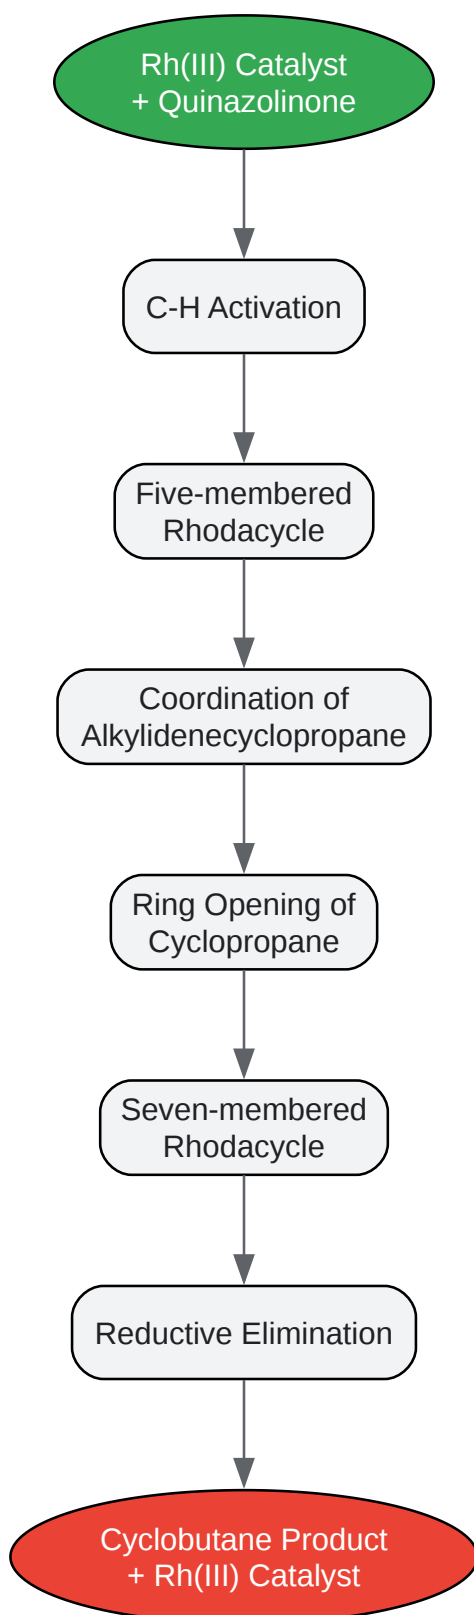 Rh(III) Catalyst
+ Quinazolinone
C-H Activation
Five-membered
Rhodacycle
Coordination of
Alkylidenecyclopropane
Ring Opening of
Cyclopropane
Seven-membered
Rhodacycle
Reductive Elimination
Cyclobutane Product
+ Rh(III) Catalyst